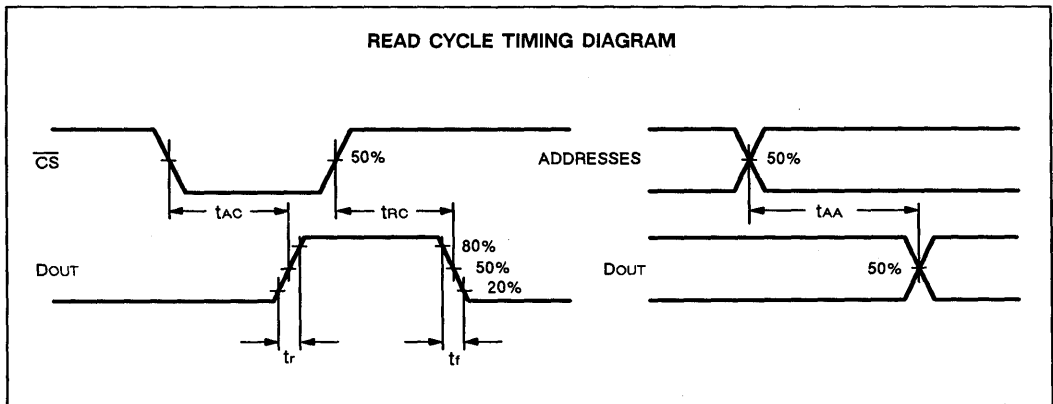 READ CYCLE TIMING DIAGRAM
CS
50%
tAC
tRC
DOUT
80%
50%
20%
tr
tf
ADDRESSES
50%
tAA
DOUT
50%